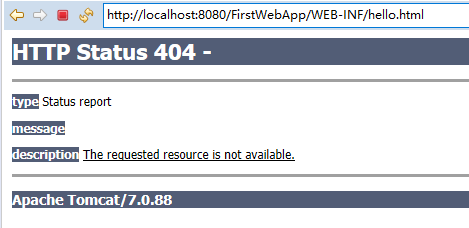 http://localhost:8080/FirstWebApp/WEB-INF/hello.html
HTTP Status 404 -
type Status report
message
description The requested resource is not available.
Apache Tomcat/7.0.88